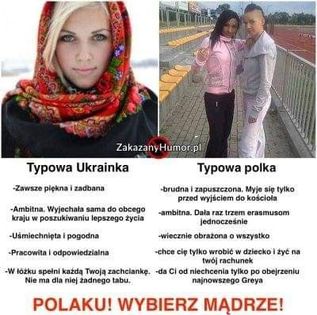 ZakazanyHumor.pl
Typowa Ukrainka
-Zawsze piękna i zadbana
-Ambitna. Wyjechała sama do obcego
kraju w poszukiwaniu lepszego życia
-Uśmiechnięta i pogodna
-Pracowita i odpowiedzialna
-W łóżku spełni każdą Twoją zachciankę.
Nie ma dla niej żadnego tabu.
Typowa polka
-brudna i zapuszczona. Myje się tylko
przed wyjściem do kościoła
-ambitna. Dała raz trzem erasmusom
jednocześnie
-wiecznie obrażona o wszystko
-chce cię tylko wrobić w dziecko i żyć na
twój rachunek
-da Ci od niechcenia tylko po obejrzeniu
najnowszego Greya
POLAKU! WYBIERZ MĄDRZE!